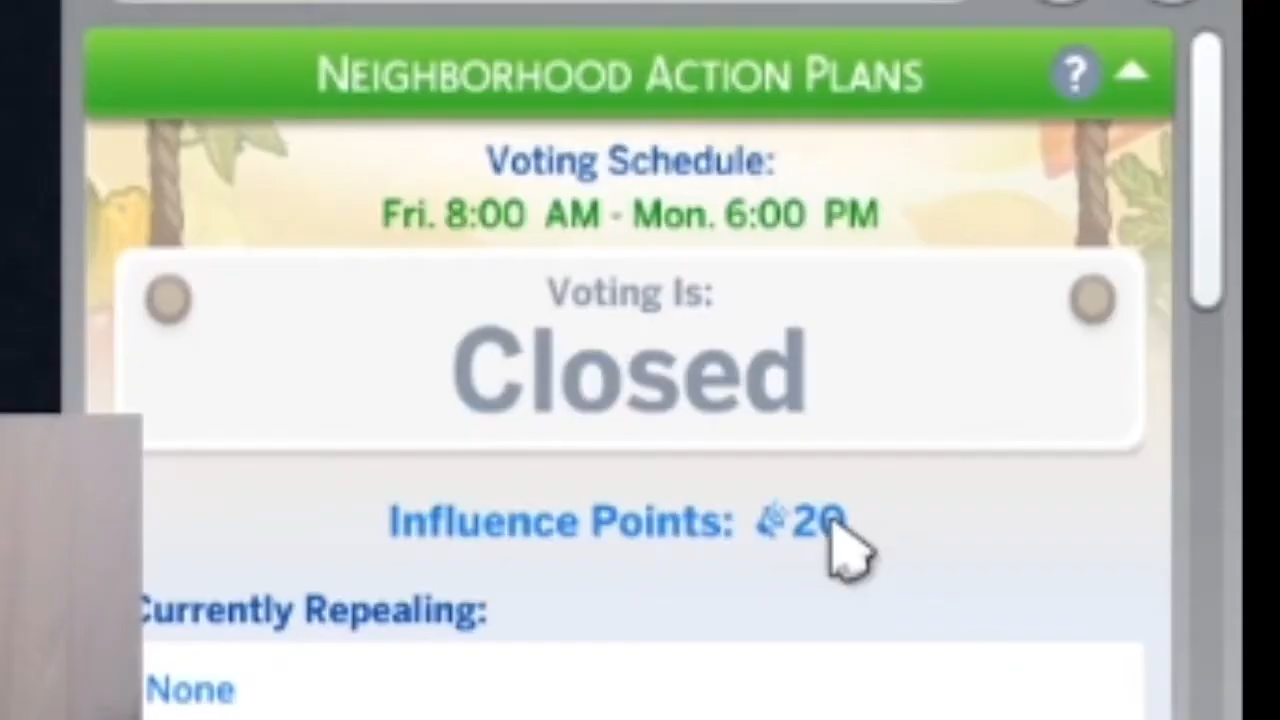 NEIGHBORHOOD ACTION PLANS ?
Voting Schedule:
Fri. 8:00 AM - Mon. 6:00 PM
Voting Is:
Closed
Influence Points: 20
Currently Repealing:
None